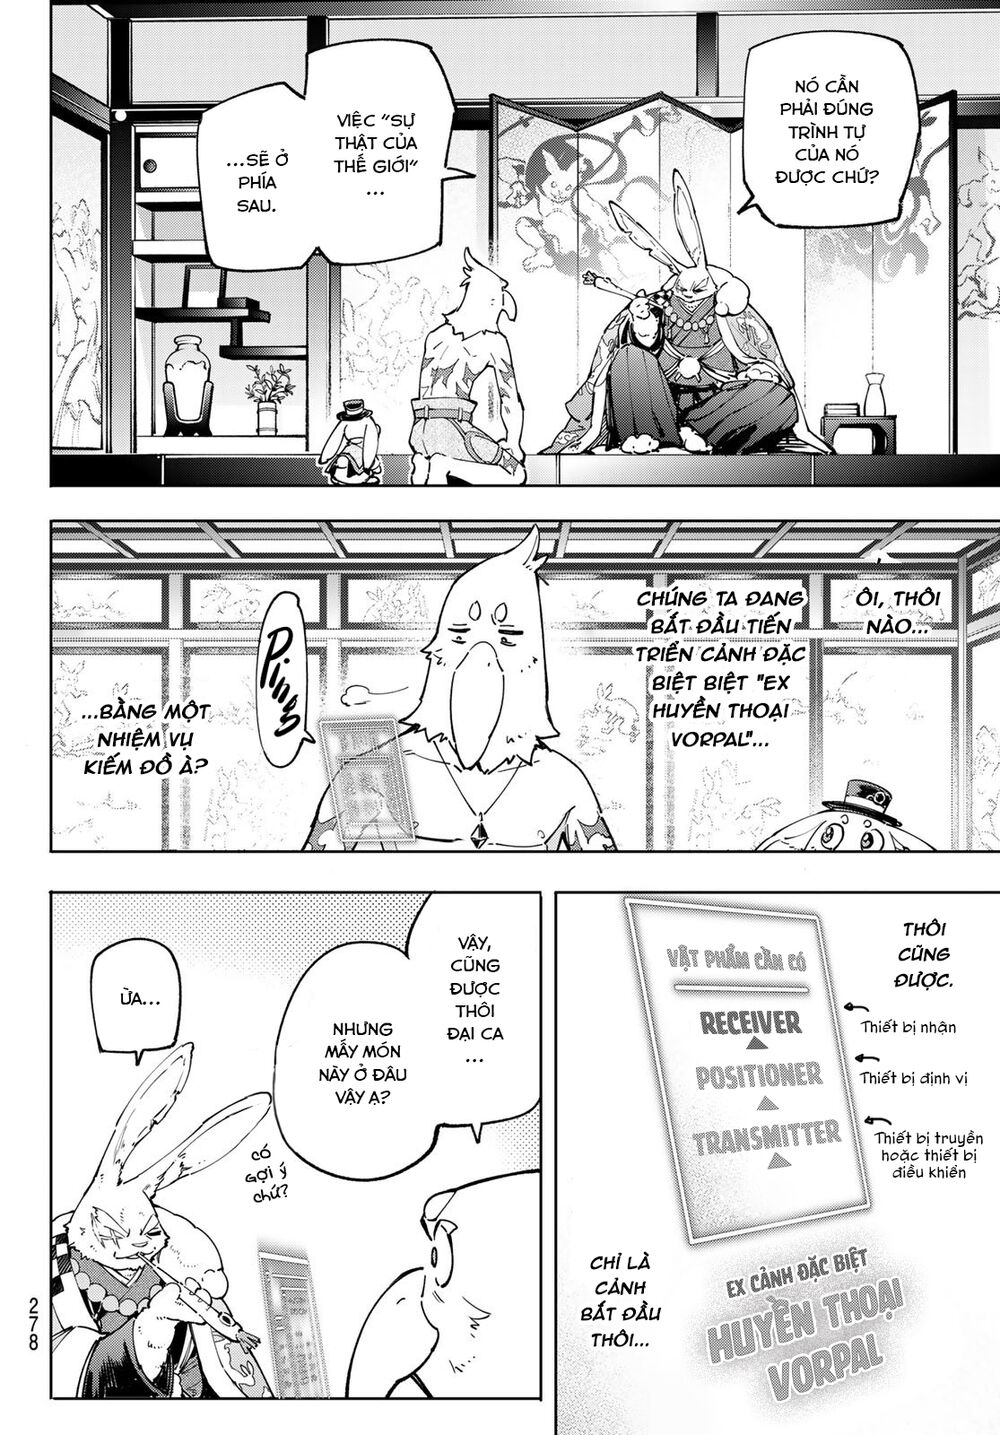 NÓ CẦN
PHẢI ĐÚNG
TRÌNH TỰ
CỦA NÓ
ĐƯỢC CHỨ?
VIỆC "SỰ
THẬT CỦA
THẾ GIỚI"
...
...SẼ Ở
PHÍA
SAU.
ÔI, THÔI
NÀO...
CHÚNG TA ĐANG
BẮT ĐẦU TIẾN
TRIỂN CẢNH ĐẶC
BIỆT BIỆT "EX
HUYỀN THOẠI
VORPAL"...
Ping
...BẰNG MỘT
NHIỆM VỤ
KIẾM ĐỒ À?
THÔI
CŨNG
ĐƯỢC.
VẬT PHẨM CẦN CÓ
RECEIVER
Thiết bị nhận
POSITIONER
Thiết bị định vị
TRANSMITTER
Thiết bị truyền
hoặc thiết bị
điều khiển
CHỈ LÀ
CẢNH
BẮT ĐẦU
THÔI...
EX CẢNH ĐẶC BIỆT
HUYỀN THOẠI
VORPAL
VẬY,
CŨNG
ĐƯỢC
THÔI
ĐẠI CA
...
NHƯNG
MẤY MÓN
NÀY Ở ĐÂU
VẬY Ạ?
CÓ
GỢI Ý
CHỨ?
ỪA...
278